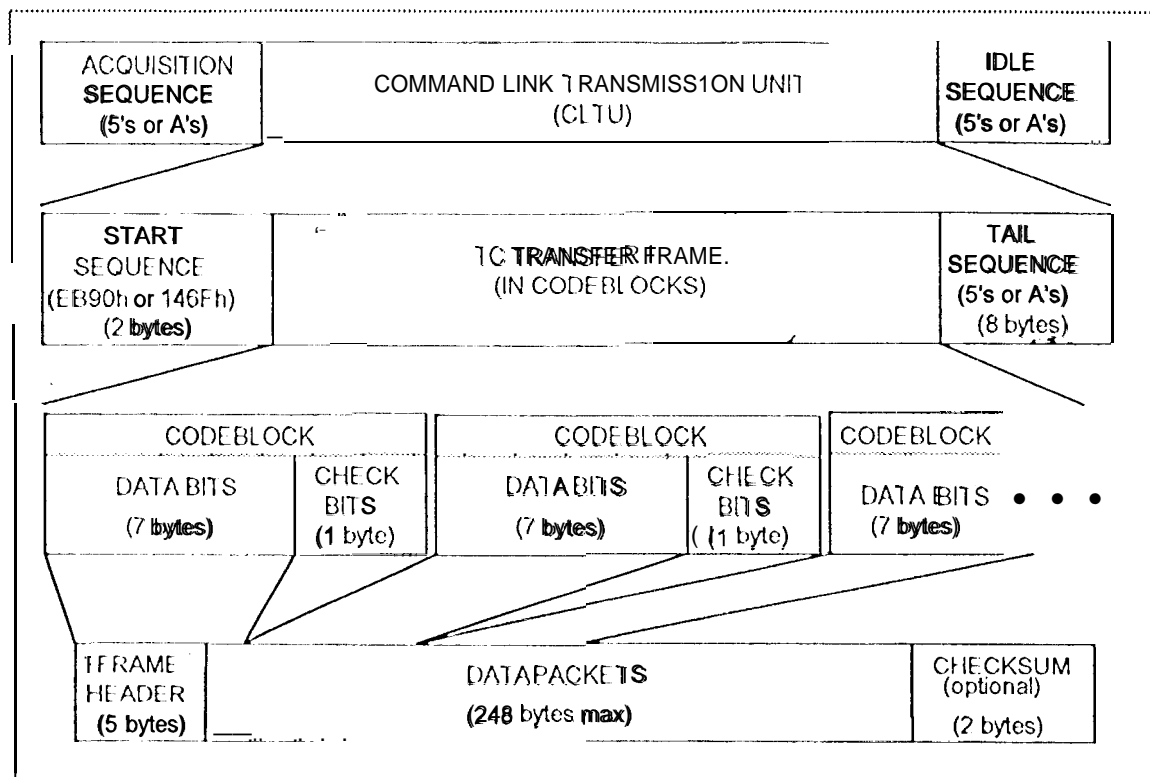 ACQUISITION
SEQUENCE
(5's or A's)
COMMAND LINK TRANSMISS1ON UNIT
(CLTU)
IDLE
SEQUENCE
(5's or A's)
START
SEQUENCE
(EB90h or 146Fh)
(2 bytes)
TC TRANSFER FRAME.
(IN CODEBLOCKS)
TAIL
SEQUENCE
(5's or A's)
(8 bytes)
CODEBLOCK
DATA BITS
(7 bytes)
CHECK
BITS
(1 byte)
CODEBLOCK
DATA BITS
(7 bytes)
CHECK
BITS
( (1 byte)
CODEBLOCK
DATA BITS • • •
(7 bytes)
TFRAME
HEADER
(5 bytes)
DATAPACKETS
(248 bytes max)
CHECKSUM
(optional)
(2 bytes)